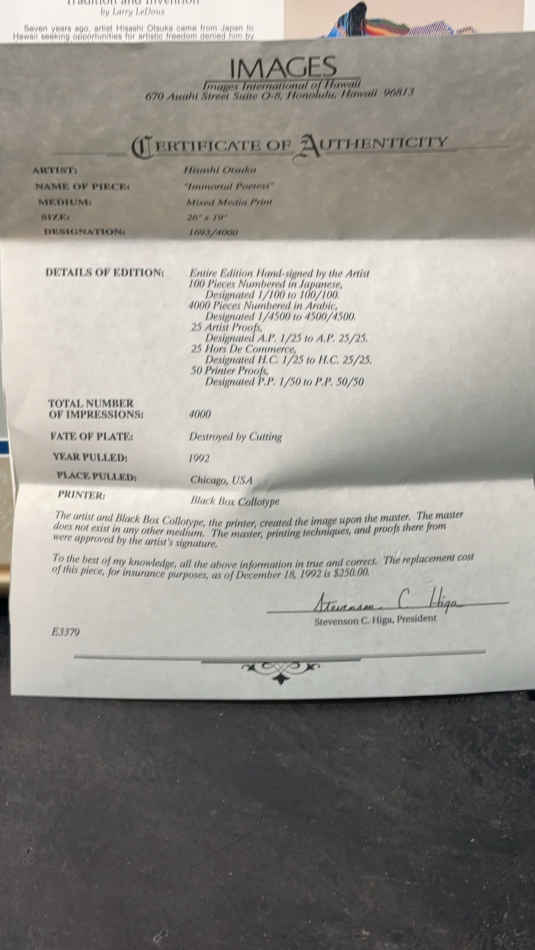 Tradition and Invention
by Larry LeDoux
Seven years ago, artist Hisashi Otsuka came from Japan to
Hawaii seeking opportunities for artistic freedom denied him by
IMAGES
Images International of Hawaii
670 Auahi Street Suite O-8, Honolulu, Hawaii 96813
CERTIFICATE OF AUTHENTICITY
ARTIST: Hisashi Otsuka
NAME OF PIECE: "Immortal Poetess"
MEDIUM: Mixed Media Print
SIZE: 26" x 19"
DESIGNATION: 1693/4000
DETAILS OF EDITION: Entire Edition Hand-signed by the Artist
100 Pieces Numbered in Japanese,
Designated 1/100 to 100/100.
4000 Pieces Numbered in Arabic,
Designated 1/4500 to 4500/4500.
25 Artist Proofs,
Designated A.P. 1/25 to A.P. 25/25.
25 Hors De Commerce,
Designated H.C. 1/25 to H.C. 25/25.
50 Printer Proofs,
Designated P.P. 1/50 to P.P. 50/50
TOTAL NUMBER
OF IMPRESSIONS: 4000
FATE OF PLATE: Destroyed by Cutting
YEAR PULLED: 1992
PLACE PULLED: Chicago, USA
PRINTER: Black Box Collotype
The artist and Black Box Collotype, the printer, created the image upon the master. The master
does not exist in any other medium. The master, printing techniques, and proofs there from
were approved by the artist's signature.
To the best of my knowledge, all the above information in true and correct. The replacement cost
of this piece, for insurance purposes, as of December 18, 1992 is $250.00.
Stevenson C Higa
Stevenson C. Higa, President
E3379